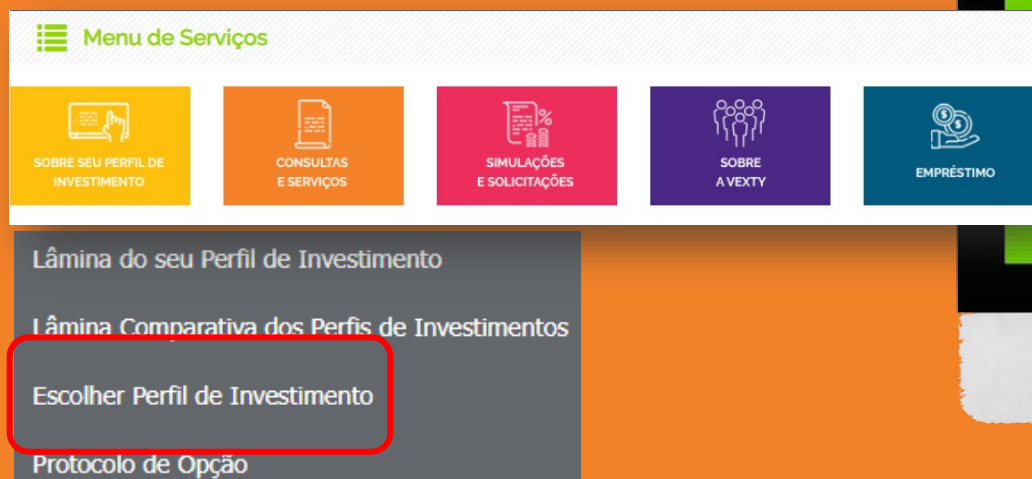 Menu de Serviços
SOBRE SEU PERFIL DE
INVESTIMENTO
CONSULTAS
E SERVIÇOS
%
SIMULAÇÕES
E SOLICITAÇÕES
SOBRE
A VEXTY
$ $
EMPRÉSTIMO
Lâmina do seu Perfil de Investimento
Lâmina Comparativa dos Perfis de Investimentos
Escolher Perfil de Investimento
Protocolo de Opção